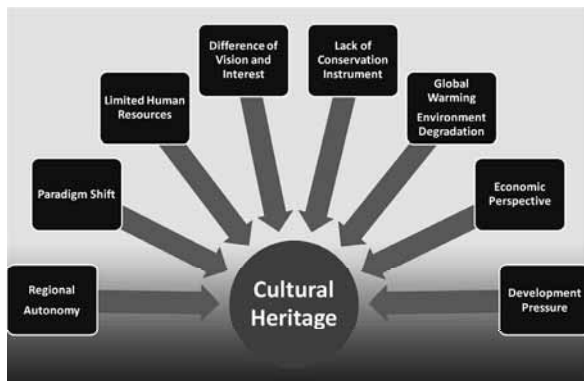 Difference of
Vision and
Interest
Lack of
Conservation
Instrument
Limited Human
Resources
Global
Warming
Environment
Degradation
Paradigm Shift
Economic
Perspective
Regional
Autonomy
Cultural
Heritage
Development
Pressure